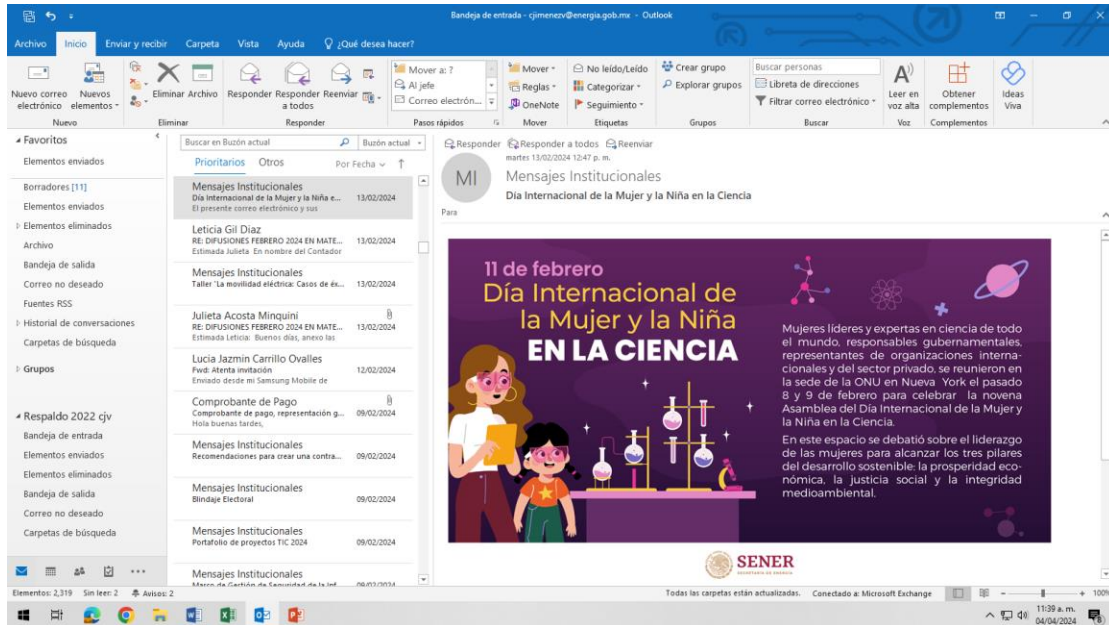 Bandeja de entrada - cjimenezv@energia.gob.mx - Outlook
Archivo Inicio Enviar y recibir Carpeta Vista Ayuda ¿Qué desea hacer?
Nuevo correo electrónico
Nuevos elementos
Nuevo
Eliminar Archivo
Eliminar
Responder Responder a todos Reenviar
Responder
Mover a: ?
Al jefe
Correo electrón...
Pasos rápidos
Mover
Reglas
OneNote
Mover
No leído/Leído
Categorizar
Seguimiento
Etiquetas
Crear grupo
Explorar grupos
Grupos
Buscar personas
Libreta de direcciones
Filtrar correo electrónico
Buscar
Leer en voz alta
Voz
Obtener complementos
Complementos
Ideas
Viva
Favoritos
Elementos enviados
Borradores [11]
Elementos enviados
Elementos eliminados
Archivo
Bandeja de salida
Correo no deseado
Fuentes RSS
Historial de conversaciones
Carpetas de búsqueda
Grupos
Respaldo 2022 cjv
Bandeja de entrada
Elementos enviados
Elementos eliminados
Bandeja de salida
Correo no deseado
Carpetas de búsqueda
Buscar en Buzón actual Buzón actual
Prioritarios Otros Por Fecha
Mensajes Institucionales
Día Internacional de la Mujer y la Niña e... 13/02/2024
El presente correo electrónico y sus
Leticia Gil Diaz
RE: DIFUSIONES FEBRERO 2024 EN MATE... 13/02/2024
Estimada Julieta En nombre del Contador
Mensajes Institucionales
Taller "La movilidad eléctrica: Casos de éx... 13/02/2024
Julieta Acosta Minquini
RE: DIFUSIONES FEBRERO 2024 EN MATE... 13/02/2024
Estimada Leticia: Buenos días, anexo las
Lucia Jazmin Carrillo Ovalles
Fwd: Atenta invitación 12/02/2024
Enviado desde mi Samsung Mobile de
Comprobante de Pago
Comprobante de pago, representación g... 09/02/2024
Hola buenas tardes,
Mensajes Institucionales
Recomendaciones para crear una contra... 09/02/2024
Mensajes Institucionales
Blindaje Electoral 09/02/2024
Mensajes Institucionales
Portafolio de proyectos TIC 2024 09/02/2024
Mensajes Institucionales
Marco de Gestión de Seguridad de la Inf... 09/02/2024
Responder Responder a todos Reenviar
martes 13/02/2024 12:47 p. m.
MI
Mensajes Institucionales
Día Internacional de la Mujer y la Niña en la Ciencia
Para
11 de febrero
Día Internacional de
la Mujer y la Niña
EN LA CIENCIA
Mujeres líderes y expertas en ciencia de todo
el mundo, responsables gubernamentales,
representantes de organizaciones interna-
cionales y del sector privado, se reunieron en
la sede de la ONU en Nueva York el pasado
8 y 9 de febrero para celebrar la novena
Asamblea del Día Internacional de la Mujer y
la Niña en la Ciencia.
En este espacio se debatió sobre el liderazgo
de las mujeres para alcanzar los tres pilares
del desarrollo sostenible: la prosperidad eco-
nómica, la justicia social y la integridad
medioambiental.
SENER
SECRETARÍA DE ENERGÍA
Elementos: 2,319 Sin leer: 2 Avisos: 2
Todas las carpetas están actualizadas. Conectado a: Microsoft Exchange 100%
11:39 a. m.
04/04/2024